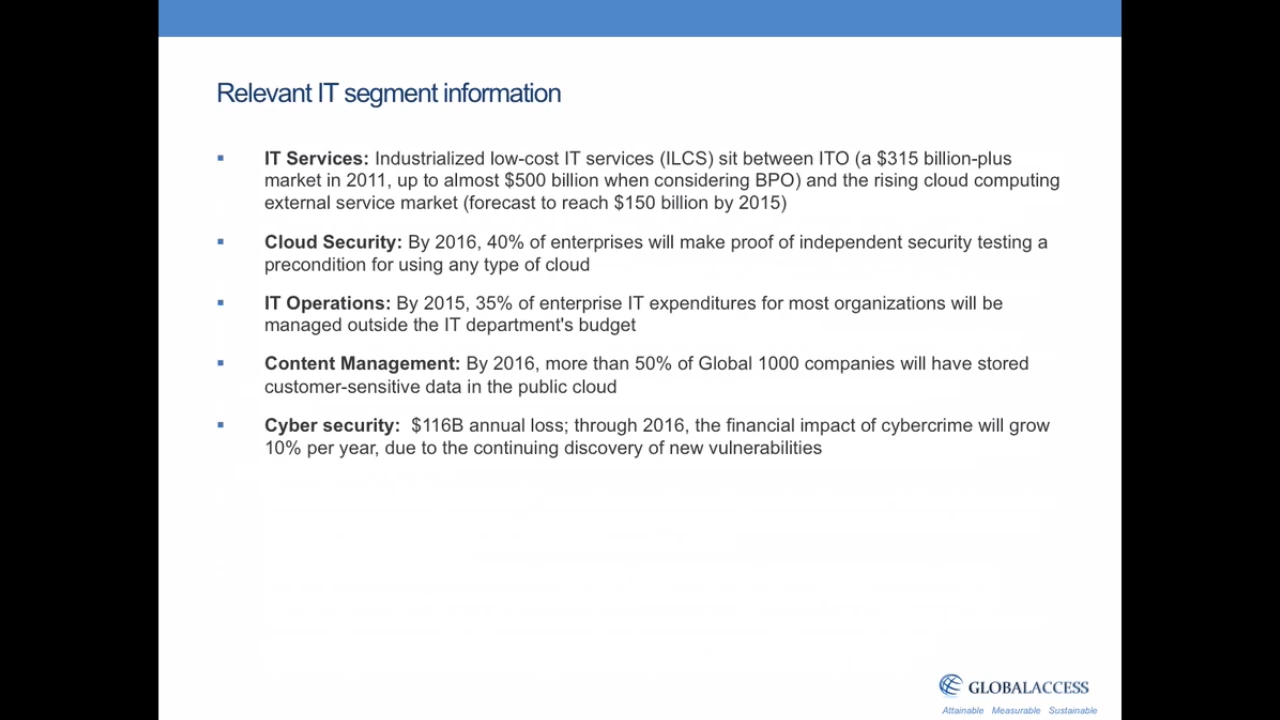 Relevant IT segment information
▪ IT Services: Industrialized low-cost IT services (ILCS) sit between ITO (a $315 billion-plus
market in 2011, up to almost $500 billion when considering BPO) and the rising cloud computing
external service market (forecast to reach $150 billion by 2015)
▪ Cloud Security: By 2016, 40% of enterprises will make proof of independent security testing a
precondition for using any type of cloud
▪ IT Operations: By 2015, 35% of enterprise IT expenditures for most organizations will be
managed outside the IT department's budget
▪ Content Management: By 2016, more than 50% of Global 1000 companies will have stored
customer-sensitive data in the public cloud
▪ Cyber security:  $116B annual loss; through 2016, the financial impact of cybercrime will grow
10% per year, due to the continuing discovery of new vulnerabilities
GLOBALACCESS
Attainable Measurable Sustainable